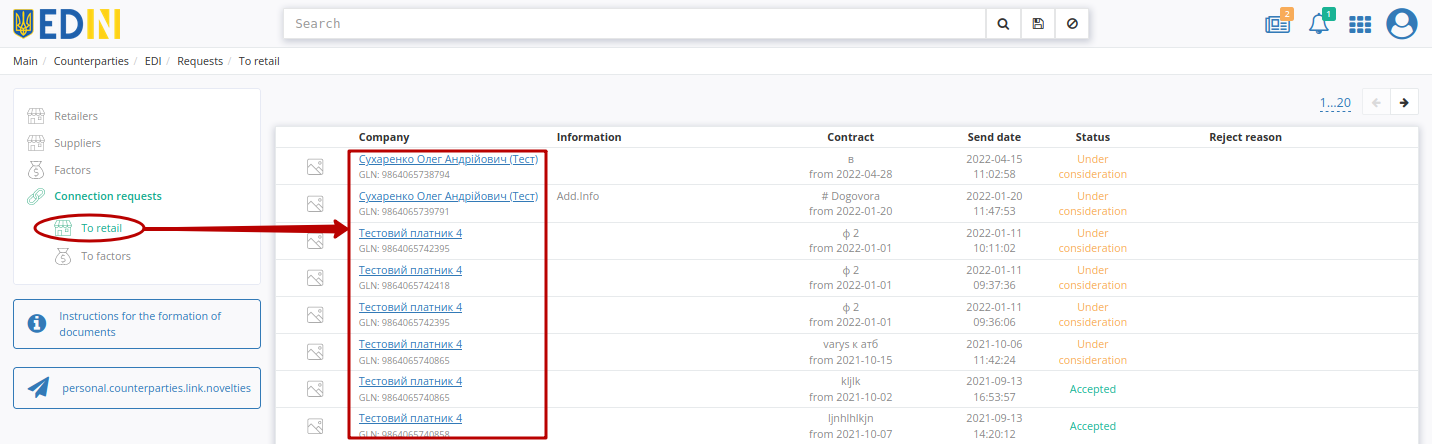 EDIN
Search
2
1
Main / Counterparties / EDI / Requests / To retail
Retailers
Suppliers
Factors
Connection requests
To retail
To factors
Instructions for the formation of
documents
personal.counterparties.link.novelties
1...20
Company Information Contract Send date Status Reject reason
Сухаренко Олег Андрійович (Тест) в 2022-04-15 Under
GLN: 9864065738794 from 2022-04-28 11:02:58 consideration
Сухаренко Олег Андрійович (Тест) Add.Info # Dogovora 2022-01-20 Under
GLN: 9864065739791 from 2022-01-20 11:47:53 consideration
Тестовий платник 4 ф 2 2022-01-11 Under
GLN: 9864065742395 from 2022-01-01 10:11:02 consideration
Тестовий платник 4 ф 2 2022-01-11 Under
GLN: 9864065742418 from 2022-01-01 09:37:36 consideration
Тестовий платник 4 ф 2 2022-01-11 Under
GLN: 9864065742395 from 2022-01-01 09:36:06 consideration
Тестовий платник 4 varys к атб 2021-10-06 Under
GLN: 9864065740865 from 2021-10-15 11:42:24 consideration
Тестовий платник 4 kljlk 2021-09-13 Accepted
GLN: 9864065740865 from 2021-10-02 16:53:57
Тестовий платник 4 ljnhlhlkjn 2021-09-13 Accepted
GLN: 9864065740858 from 2021-10-07 14:20:12